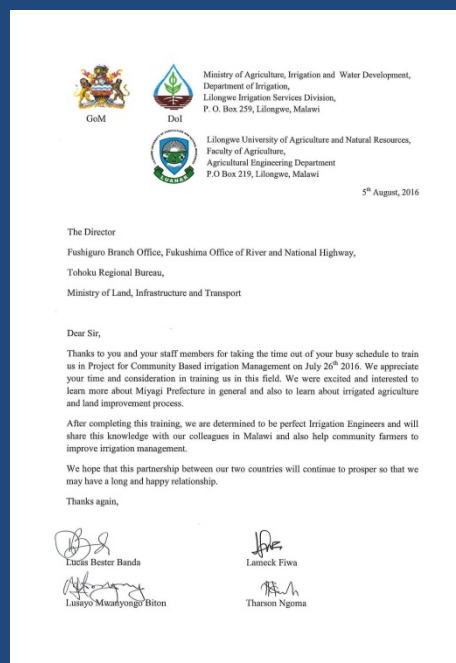 Ministry of Agriculture, Irrigation and Water Development,
Department of Irrigation,
Lilongwe Irrigation Services Division,
P. O. Box 259, Lilongwe, Malawi
GoM
DoI
Lilongwe University of Agriculture and Natural Resources,
Faculty of Agriculture,
Agricultural Engineering Department
P.O Box 219, Lilongwe, Malawi
LUANAR
5th August, 2016
The Director
Fushiguro Branch Office, Fukushima Office of River and National Highway,
Tohoku Regional Bureau,
Ministry of Land, Infrastructure and Transport
Dear Sir,
Thanks to you and your staff members for taking the time out of your busy schedule to train
us in Project for Community Based irrigation Management on July 26th 2016. We appreciate
your time and consideration in training us in this field. We were excited and interested to
learn more about Miyagi Prefecture in general and also to learn about irrigated agriculture
and land improvement process.
After completing this training, we are determined to be perfect Irrigation Engineers and will
share this knowledge with our colleagues in Malawi and also help community farmers to
improve irrigation management.
We hope that this partnership between our two countries will continue to prosper so that we
may have a long and happy relationship.
Thanks again,
Lucas Bester Banda
Lameck Fiwa
Lusayo Mwanyongo Biton
Tharson Ngoma